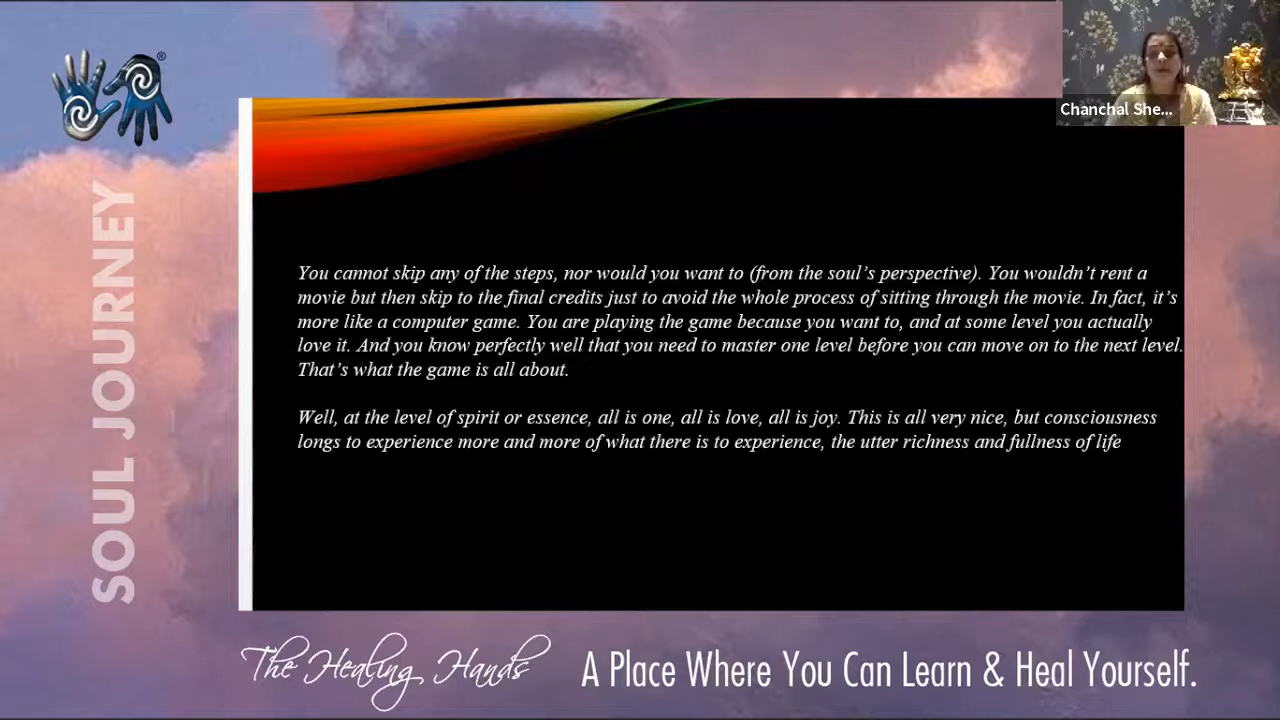 Chanchal She...
SOUL JOURNEY
You cannot skip any of the steps, nor would you want to (from the soul's perspective). You wouldn't rent a
movie but then skip to the final credits just to avoid the whole process of sitting through the movie. In fact, it's
more like a computer game. You are playing the game because you want to, and at some level you actually
love it. And you know perfectly well that you need to master one level before you can move on to the next level.
That's what the game is all about.
Well, at the level of spirit or essence, all is one, all is love, all is joy. This is all very nice, but consciousness
longs to experience more and more of what there is to experience, the utter richness and fullness of life
The Healing Hands
A Place Where You Can Learn & Heal Yourself.